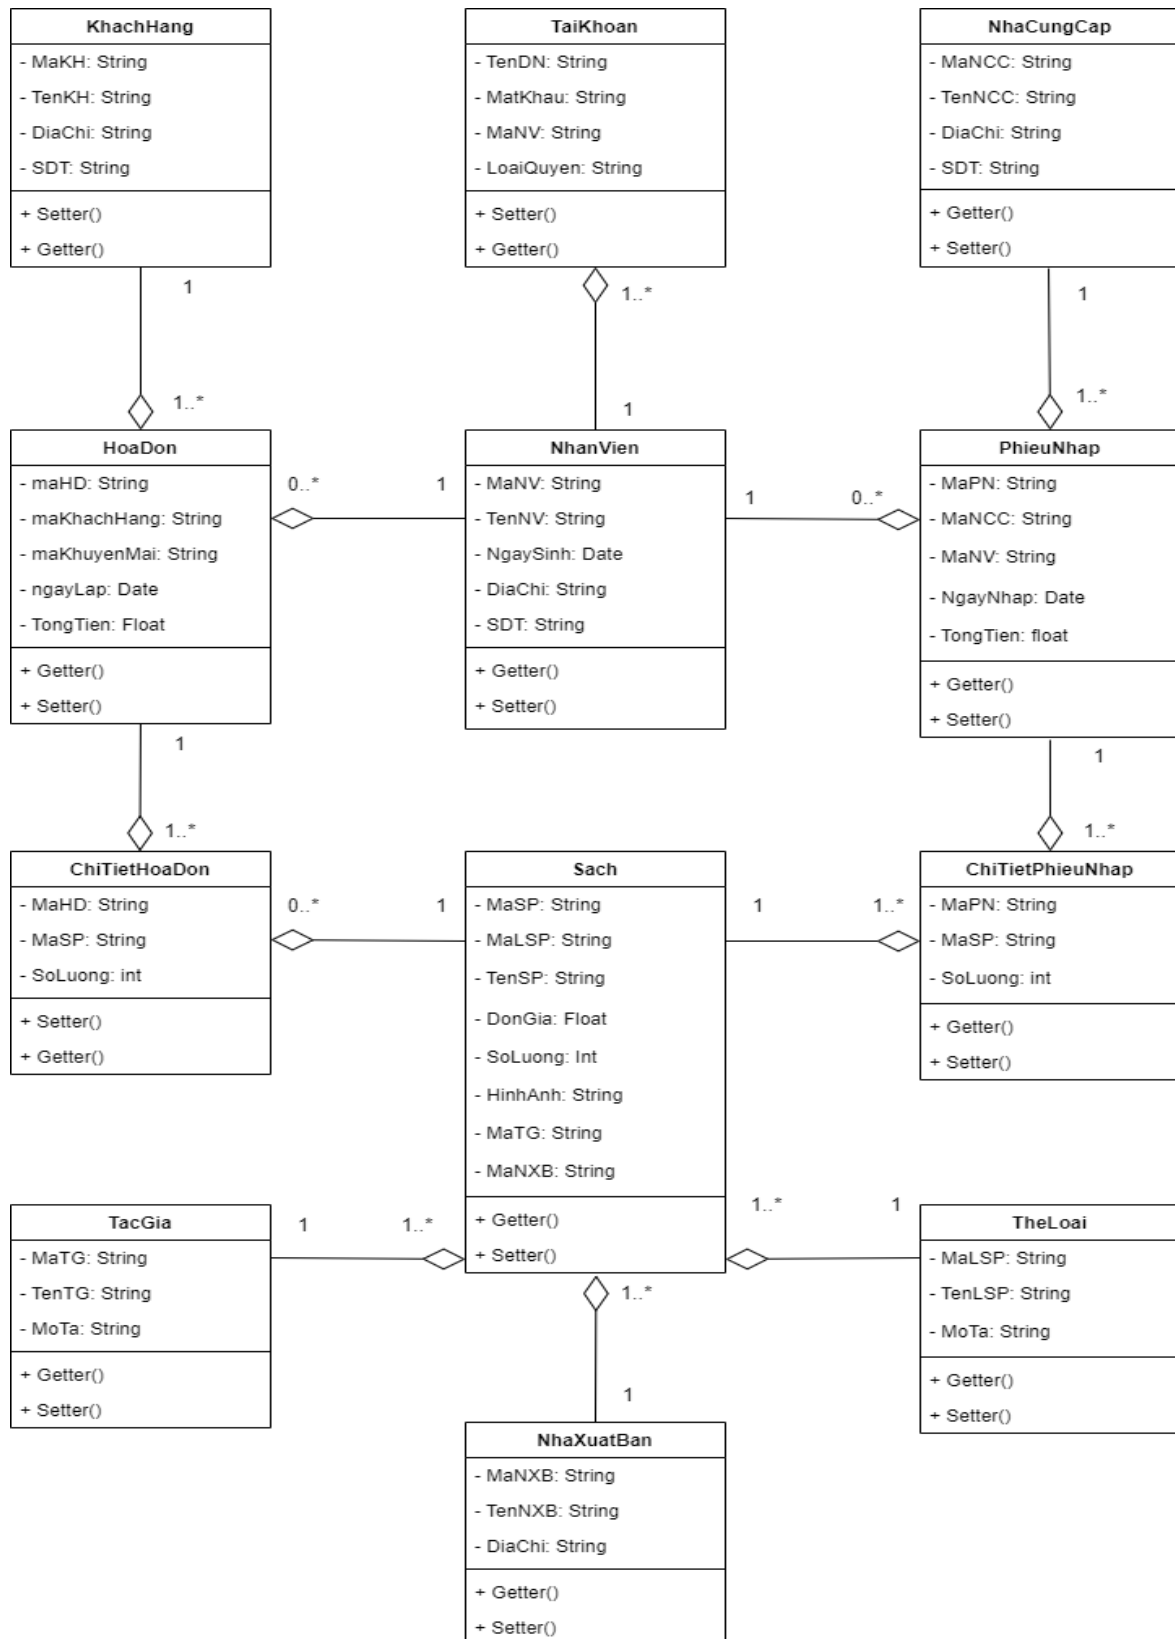 KhachHang
- MaKH: String
- TenKH: String
- DiaChi: String
- SDT: String
+ Setter()
+ Getter()
TaiKhoan
- TenDN: String
- MatKhau: String
- MaNV: String
- LoaiQuyen: String
+ Setter()
+ Getter()
NhaCungCap
- MaNCC: String
- TenNCC: String
- DiaChi: String
- SDT: String
+ Getter()
+ Setter()
1
1..*
1..*
1
1
1..*
HoaDon
- maHD: String
- maKhachHang: String
- maKhuyenMai: String
- ngayLap: Date
- TongTien: Float
+ Getter()
+ Setter()
0..*
1
NhanVien
- MaNV: String
- TenNV: String
- NgaySinh: Date
- DiaChi: String
- SDT: String
+ Getter()
+ Setter()
1
0..*
PhieuNhap
- MaPN: String
- MaNCC: String
- MaNV: String
- NgayNhap: Date
- TongTien: float
+ Getter()
+ Setter()
1
1..*
1
1..*
ChiTietHoaDon
- MaHD: String
- MaSP: String
- SoLuong: int
+ Setter()
+ Getter()
0..*
1
Sach
- MaSP: String
- MaLSP: String
- TenSP: String
- DonGia: Float
- SoLuong: Int
- HinhAnh: String
- MaTG: String
- MaNXB: String
+ Getter()
+ Setter()
1
1..*
ChiTietPhieuNhap
- MaPN: String
- MaSP: String
- SoLuong: int
+ Getter()
+ Setter()
TacGia
- MaTG: String
- TenTG: String
- MoTa: String
+ Getter()
+ Setter()
1
1..*
1..*
1
TheLoai
- MaLSP: String
- TenLSP: String
- MoTa: String
+ Getter()
+ Setter()
1..*
1
NhaXuatBan
- MaNXB: String
- TenNXB: String
- DiaChi: String
+ Getter()
+ Setter()